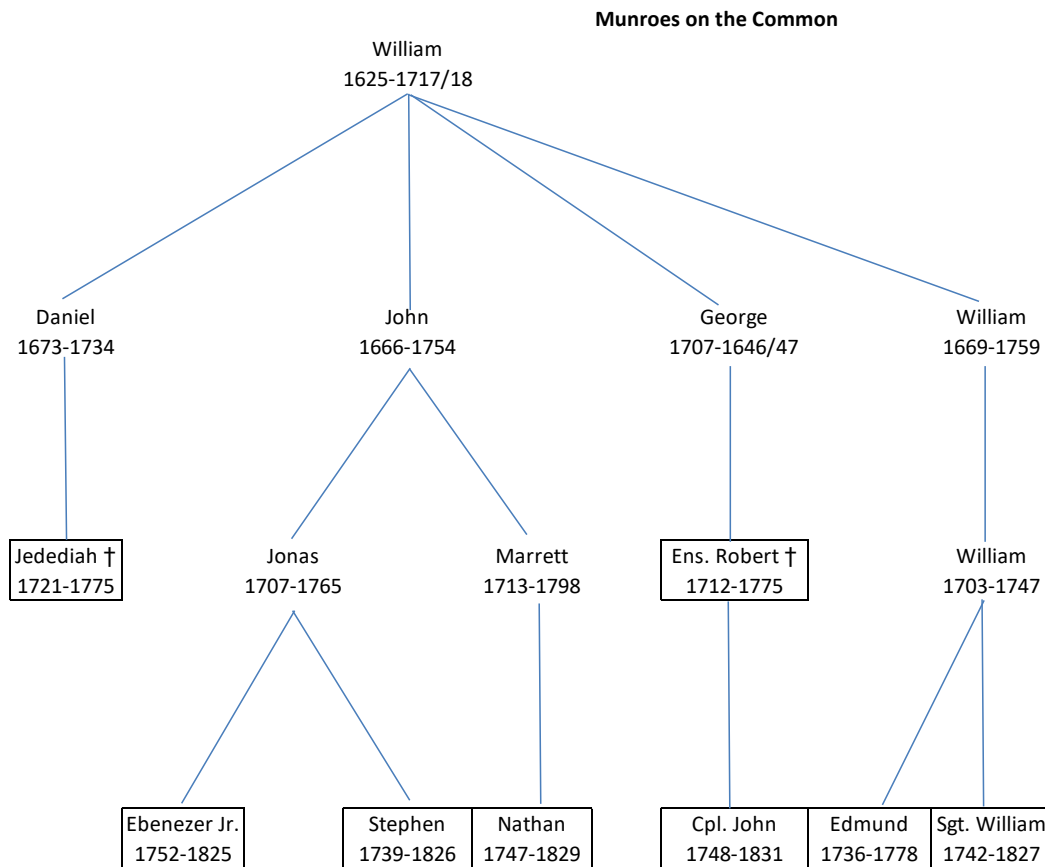 Munroes on the Common
William
1625-1717/18
Daniel
1673-1734
John
1666-1754
George
1707-1646/47
William
1669-1759
Jedediah †
1721-1775
Jonas
1707-1765
Marrett
1713-1798
Ens. Robert †
1712-1775
William
1703-1747
Ebenezer Jr.
1752-1825
Stephen
1739-1826
Nathan
1747-1829
Cpl. John
1748-1831
Edmund
1736-1778
Sgt. William
1742-1827